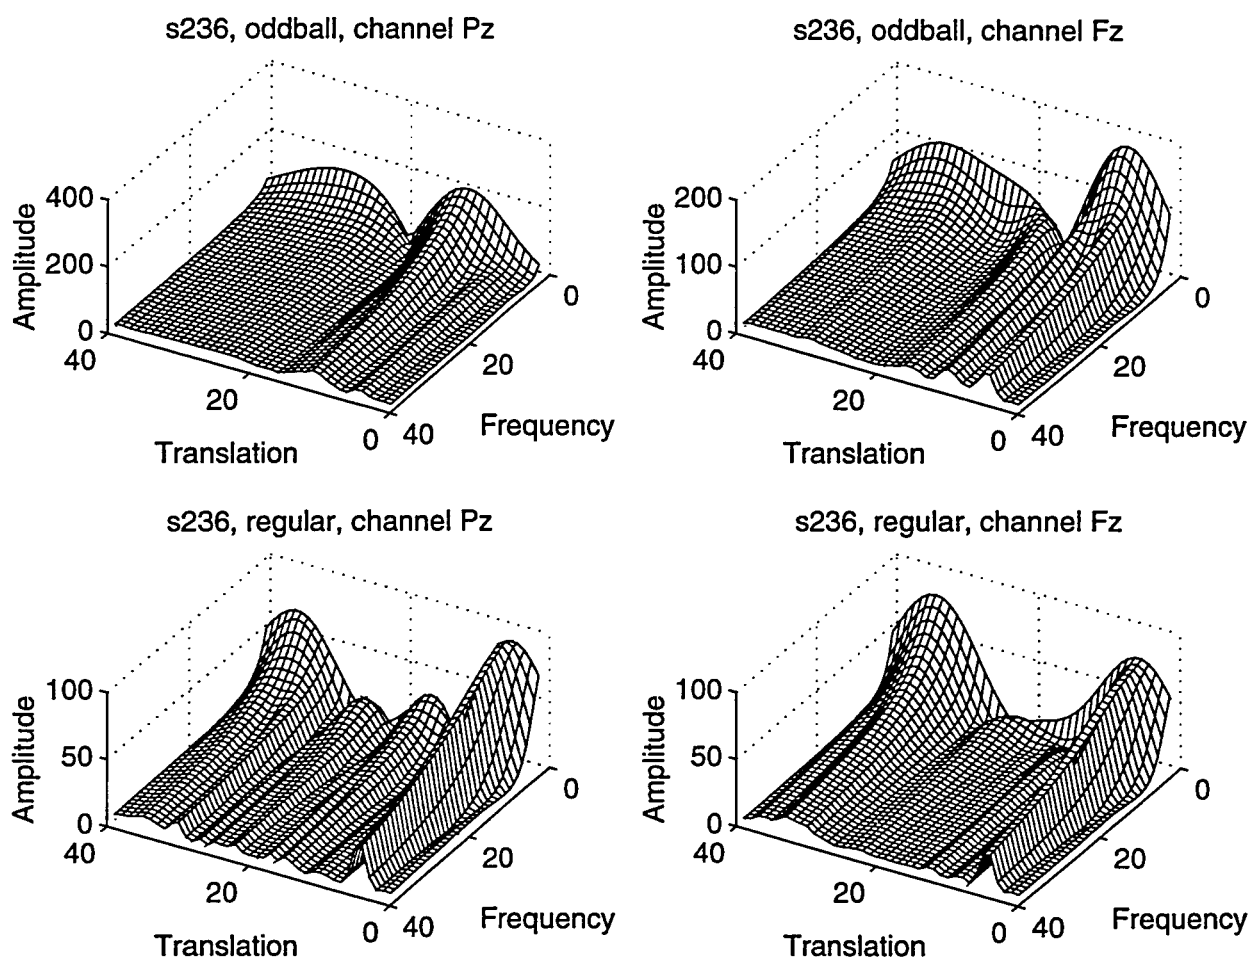 s236, oddball, channel Pz
400
200
0
Amplitude
40
20
0
Translation
40
20
0
Frequency
s236, oddball, channel Fz
200
100
0
Amplitude
40
20
0
Translation
40
20
0
Frequency
s236, regular, channel Pz
100
50
0
Amplitude
40
20
0
Translation
40
20
0
Frequency
s236, regular, channel Fz
100
50
0
Amplitude
40
20
0
Translation
40
20
0
Frequency